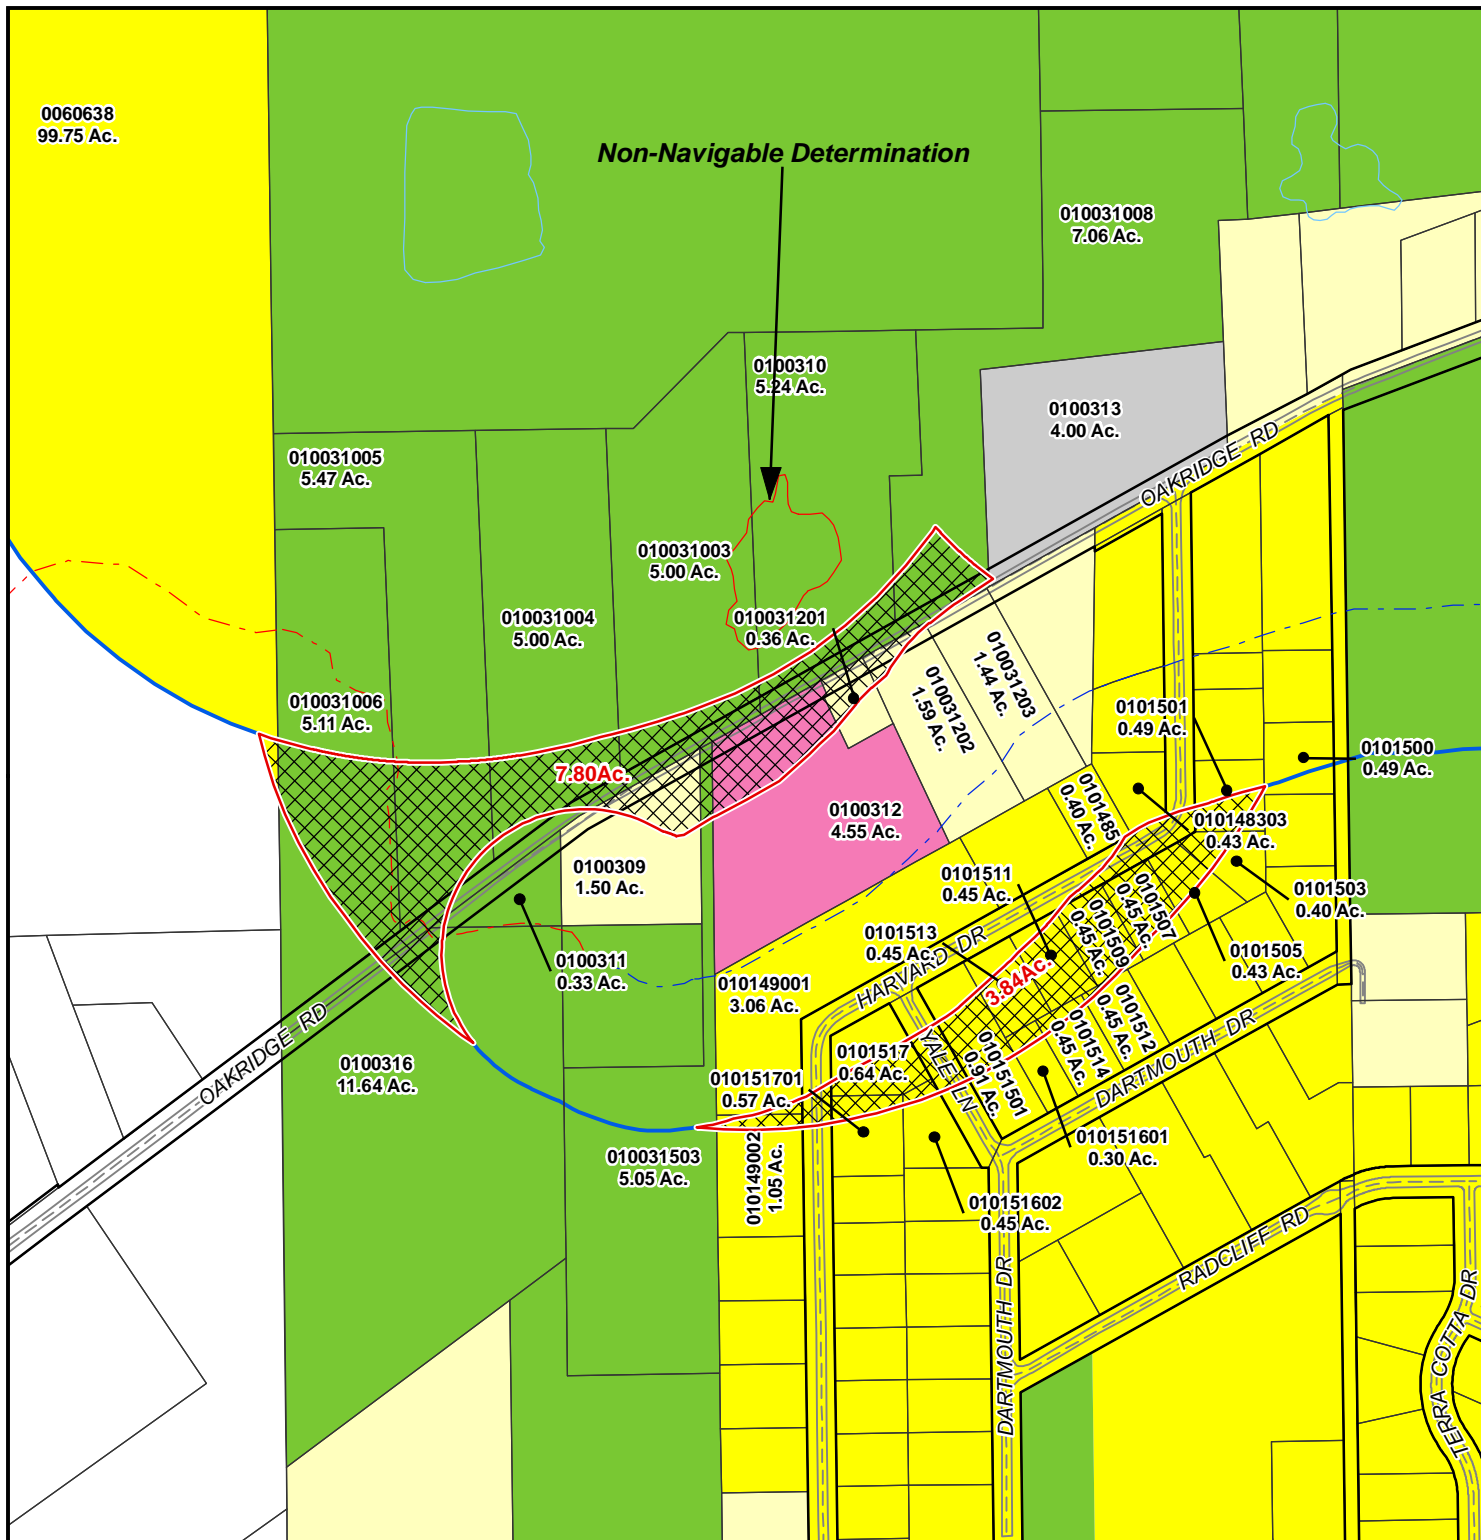 0060638
99.75 Ac.
Non-Navigable Determination
010031008
7.06 Ac.
0100310
5.24 Ac.
0100313
4.00 Ac.
010031005
5.47 Ac.
OAKRIDGE RD
010031003
5.00 Ac.
010031004
5.00 Ac.
010031201
0.36 Ac.
010031203
1.44 Ac.
010031202
1.59 Ac.
010031006
5.11 Ac.
0101501
0.49 Ac.
0101500
0.49 Ac.
7.80Ac.
0100312
4.55 Ac.
0101485
0.40 Ac.
010148303
0.43 Ac.
0100309
1.50 Ac.
0101511
0.45 Ac.
0101503
0.40 Ac.
0101507
0.45 Ac.
0101509
0.45 Ac.
0101513
0.45 Ac.
0101505
0.43 Ac.
HARVARD DR
0100311
0.33 Ac.
010149001
3.06 Ac.
3.84Ac.
0101512
0.45 Ac.
0101514
0.45 Ac.
OAKRIDGE RD
0100316
11.64 Ac.
0101517
0.64 Ac.
YALE LN
010151501
0.91 Ac.
DARTMOUTH DR
010151701
0.57 Ac.
010031503
5.05 Ac.
010149002
1.05 Ac.
010151601
0.30 Ac.
010151602
0.45 Ac.
RADCLIFF RD
DARTMOUTH DR
TERRA COTTA DR